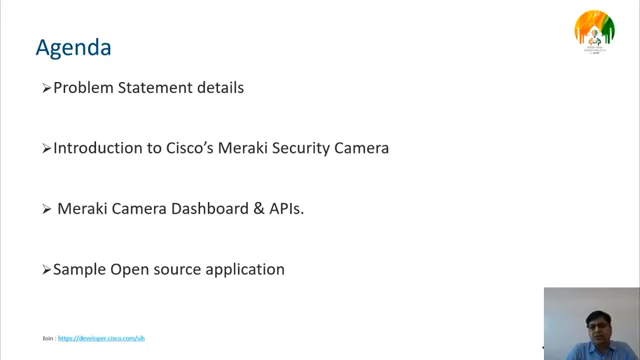 Agenda
➢Problem Statement details
➢Introduction to Cisco's Meraki Security Camera
➢ Meraki Camera Dashboard & APIs.
➢Sample Open source application
Join : https://developer.cisco.com/sih